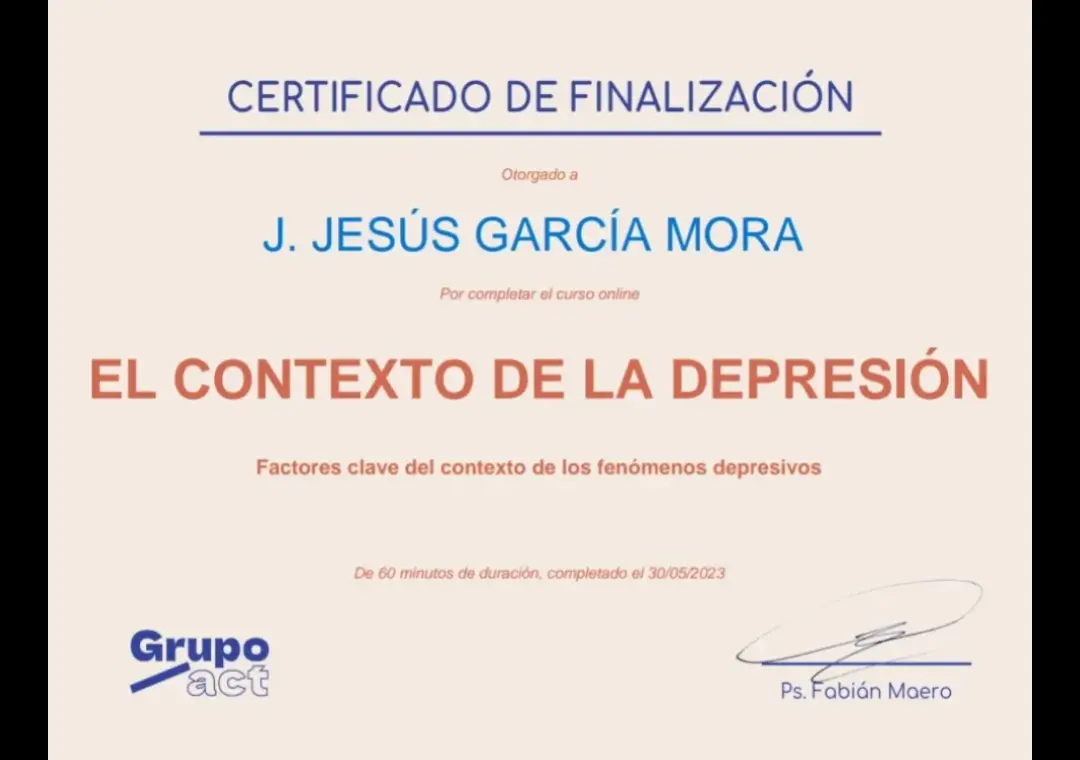 CERTIFICADO DE FINALIZACIÓN
Otorgado a
J. JESÚS GARCÍA MORA
Por completar el curso online
EL CONTEXTO DE LA DEPRESIÓN
Factores clave del contexto de los fenómenos depresivos
De 60 minutos de duración, completado el 30/05/2023
Grupo
act
Ps. Fabián Maero